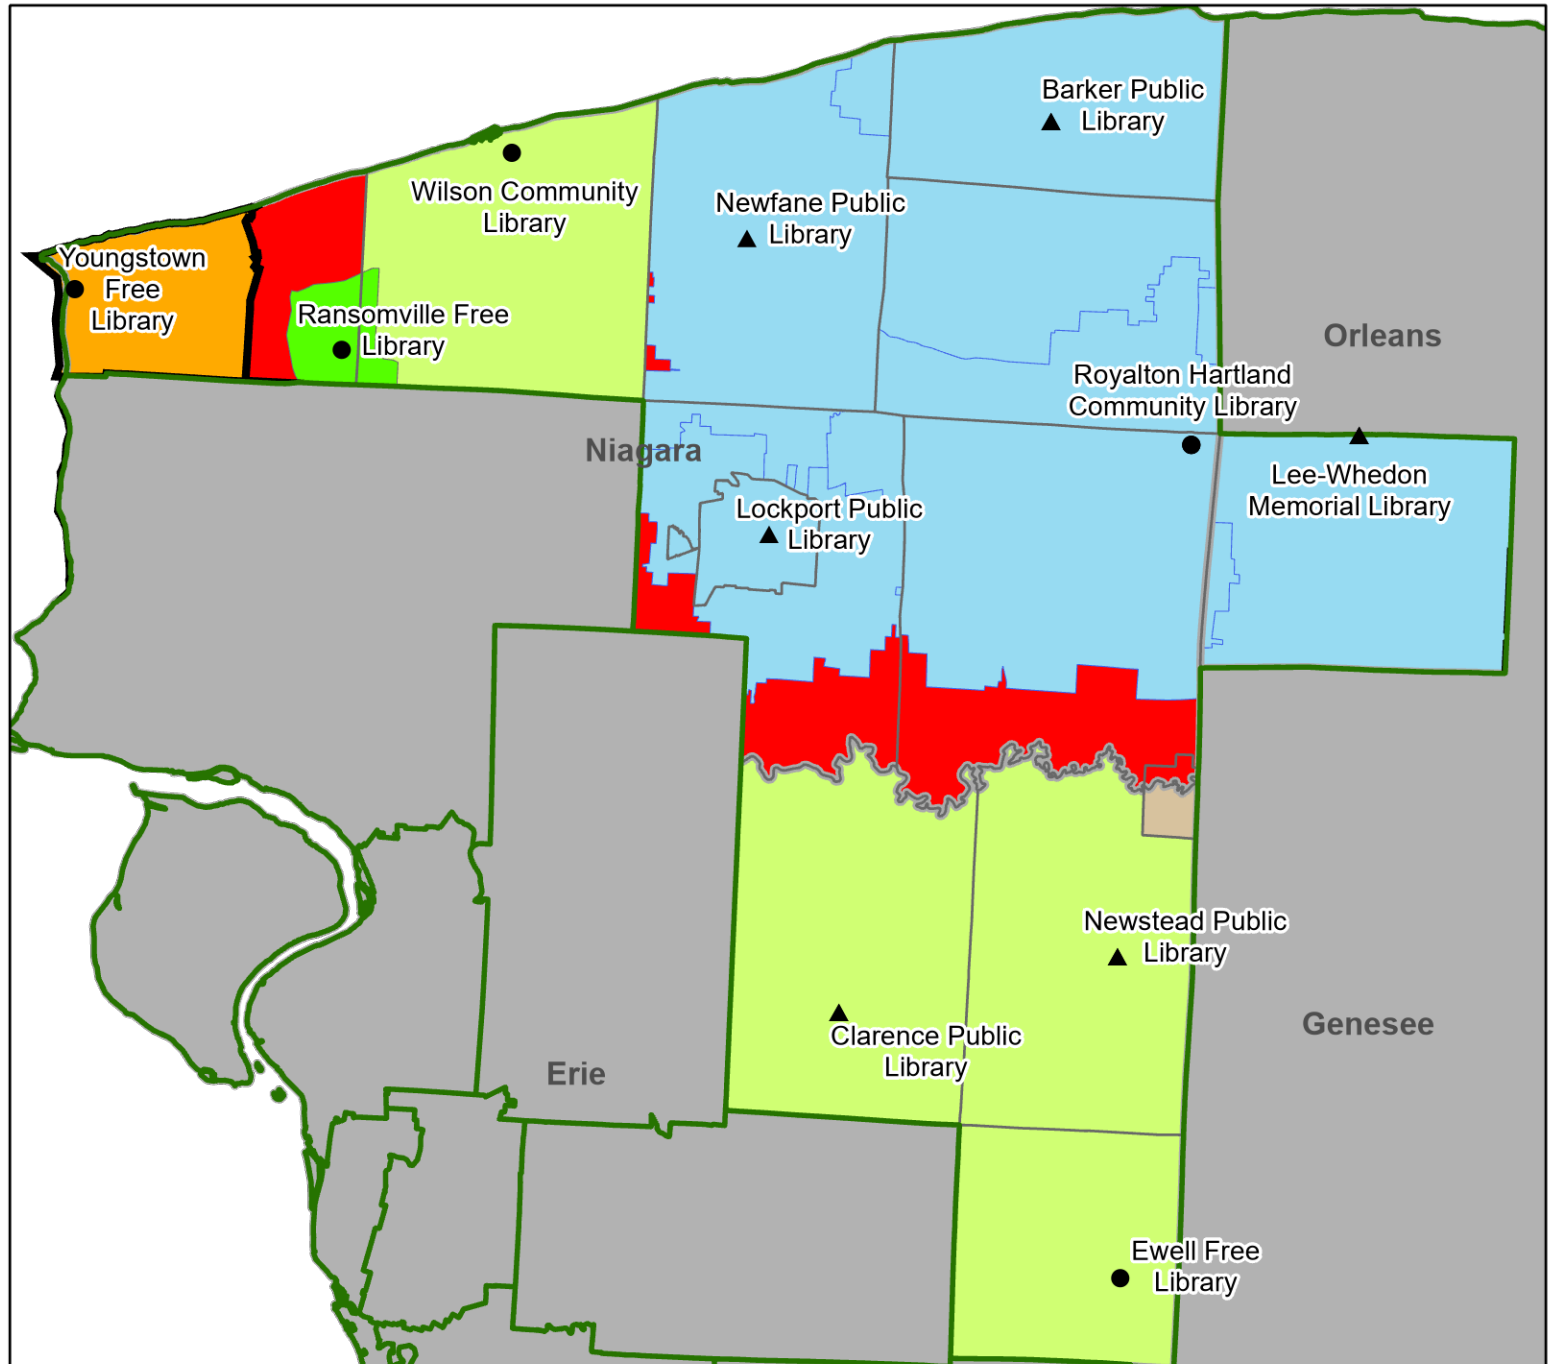 Barker Public
Library
Wilson Community
Library
Newfane Public
Library
Youngstown
Free
Library
Ransomville Free
Library
Orleans
Royalton Hartland
Community Library
Niagara
Lee-Whedon
Memorial Library
Lockport Public
Library
Newstead Public
Library
Clarence Public
Library
Genesee
Erie
Ewell Free
Library